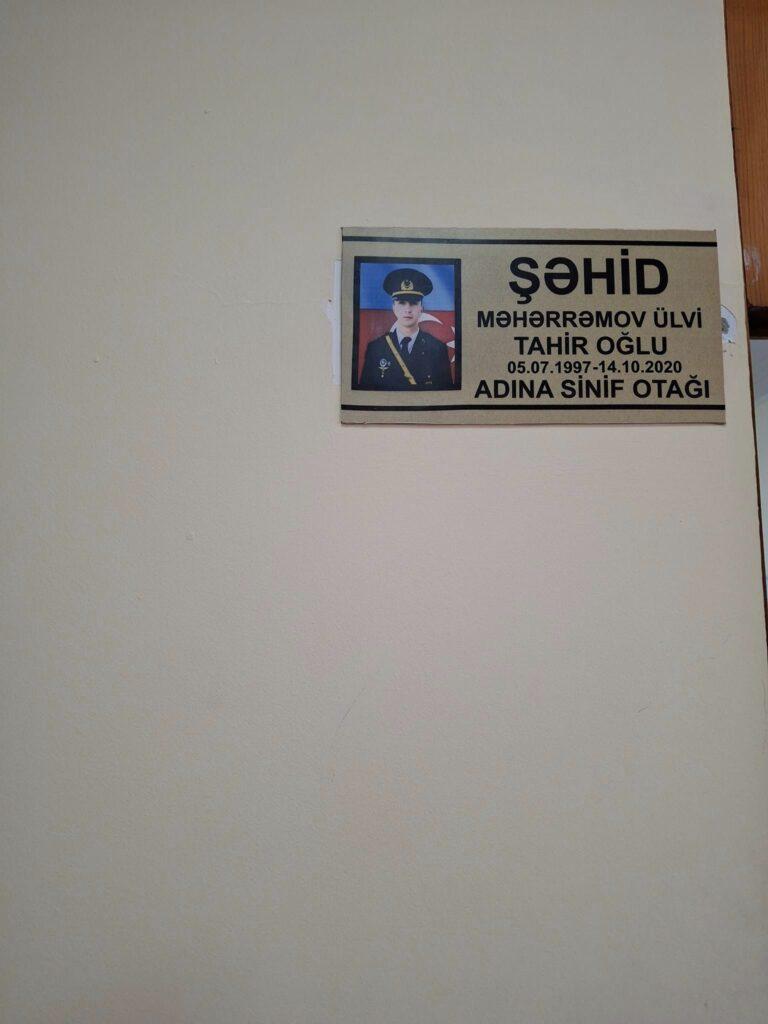 ŞƏHİD
MƏHƏRRƏMOV ÜLVİ
TAHİR OĞLU
05.07.1997-14.10.2020
ADINA SİNİF OTAĞI